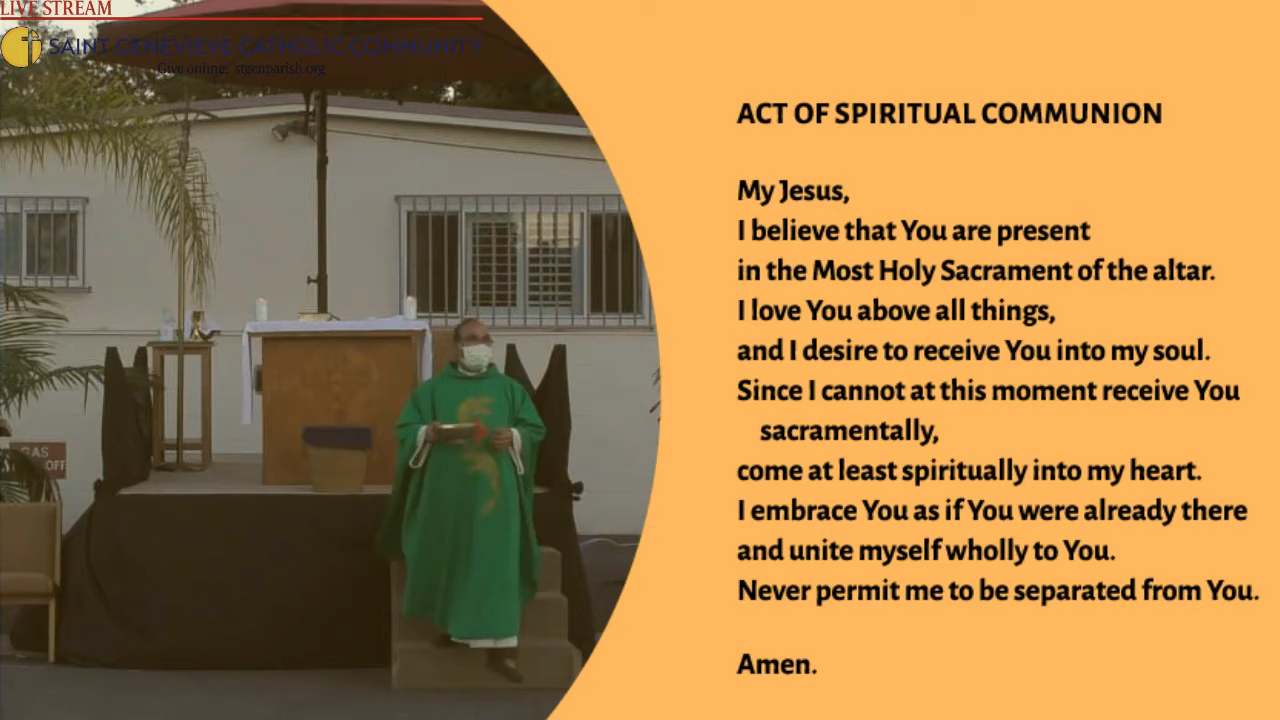 LIVE STREAM
SAINT GENEVIEVE CATHOLIC COMMUNITY
Give online: stgenparish.org
GAS
OFF
ACT OF SPIRITUAL COMMUNION
My Jesus,
I believe that You are present
in the Most Holy Sacrament of the altar.
I love You above all things,
and I desire to receive You into my soul.
Since I cannot at this moment receive You
sacramentally,
come at least spiritually into my heart.
I embrace You as if You were already there
and unite myself wholly to You.
Never permit me to be separated from You.
Amen.